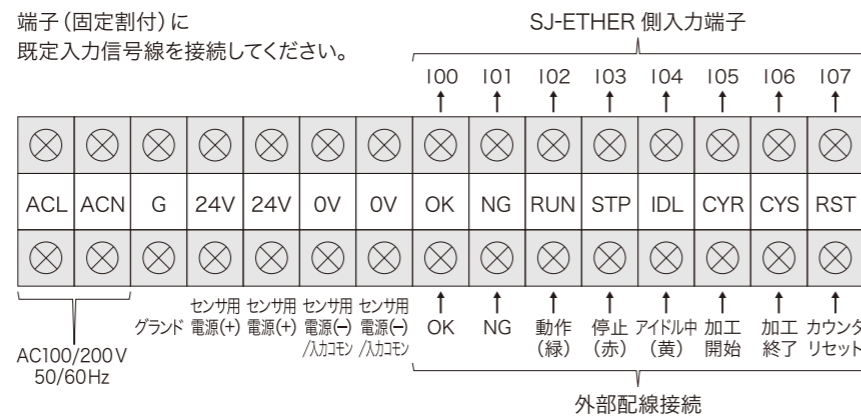 端子(固定割付)に
既定入力信号線を接続してください。
SJ-ETHER 側入力端子
I00 I01 I02 I03 I04 I05 I06 I07
ACL ACN G 24V 24V 0V 0V OK NG RUN STP IDL CYR CYS RST
グランド センサ用電源(+) センサ用電源(+) センサ用電源(−)/入力コモン センサ用電源(−)/入力コモン OK NG 動作(緑) 停止(赤) アイドル中(黄) 加工開始 加工終了 カウンタリセット
AC100/200V
50/60Hz
外部配線接続